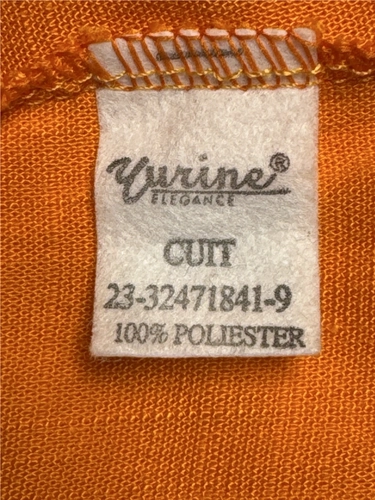 Yurine®
ELEGANCE
CUIT
23-32471841-9
100% POLIESTER